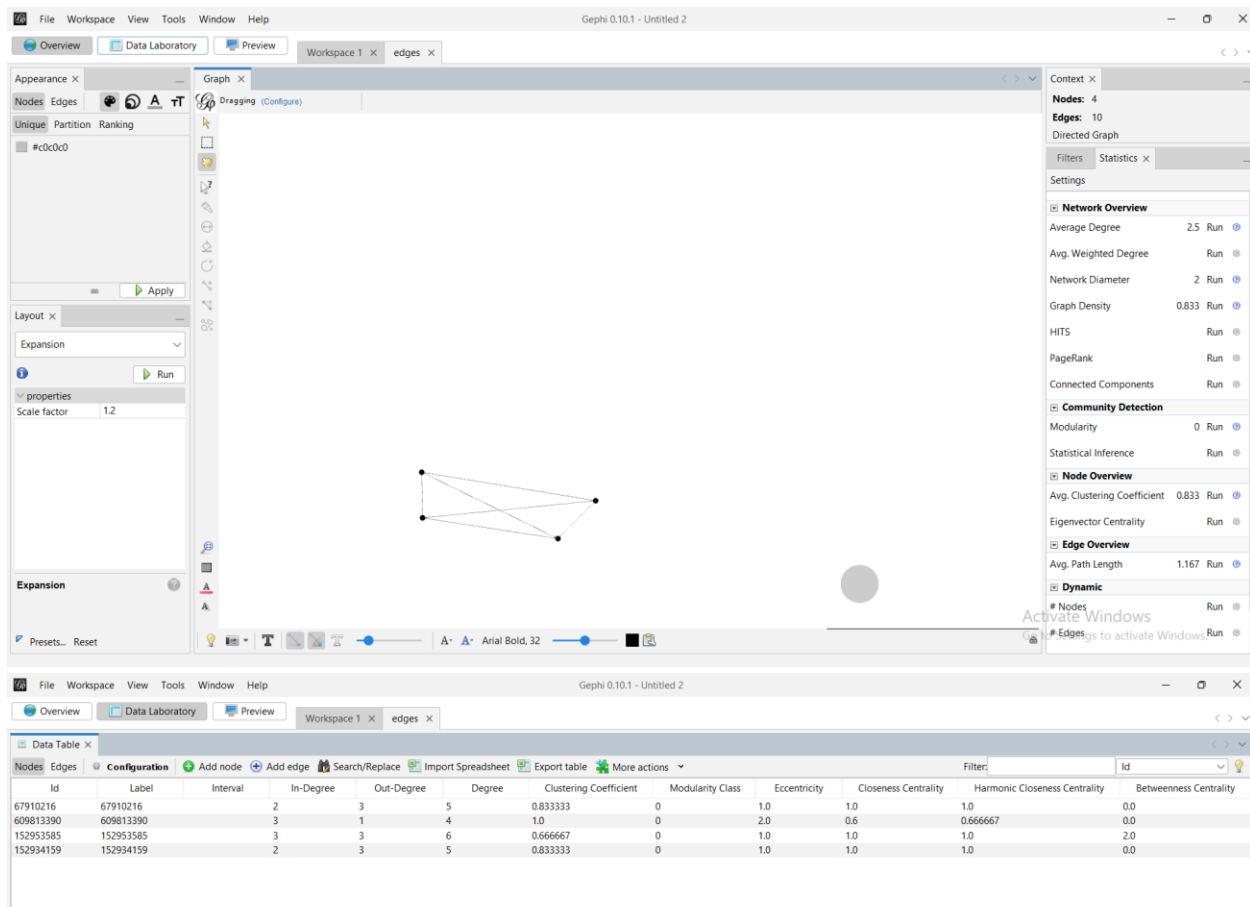 File Workspace View Tools Window Help Gephi 0.10.1 - Untitled 2
Overview Data Laboratory Preview Workspace 1 edges
Appearance
Nodes Edges
Unique Partition Ranking
#c0c0c0
Apply
Layout
Expansion
Run
properties
Scale factor 1.2
Expansion
Presets... Reset
Graph
Dragging (Configure)
Arial Bold, 32
Context
Nodes: 4
Edges: 10
Directed Graph
Filters Statistics
Settings
Network Overview
Average Degree 2.5 Run
Avg. Weighted Degree Run
Network Diameter 2 Run
Graph Density 0.833 Run
HITS Run
PageRank Run
Connected Components Run
Community Detection
Modularity 0 Run
Statistical Inference Run
Node Overview
Avg. Clustering Coefficient 0.833 Run
Eigenvector Centrality Run
Edge Overview
Avg. Path Length 1.167 Run
Dynamic
# Nodes Run
# Edges Run
Activate Windows
Go to Settings to activate Windows.
File Workspace View Tools Window Help Gephi 0.10.1 - Untitled 2
Overview Data Laboratory Preview Workspace 1 edges
Data Table
Nodes Edges Configuration Add node Add edge Search/Replace Import Spreadsheet Export table More actions Filter: Id
Id Label Interval In-Degree Out-Degree Degree Clustering Coefficient Modularity Class Eccentricity Closeness Centrality Harmonic Closeness Centrality Betweenness Centrality
67910216 67910216 2 3 5 0.833333 0 1.0 1.0 1.0 0.0
609813390 609813390 3 1 4 1.0 0 2.0 0.6 0.666667 0.0
152953585 152953585 3 3 6 0.666667 0 1.0 1.0 1.0 2.0
152934159 152934159 2 3 5 0.833333 0 1.0 1.0 1.0 0.0